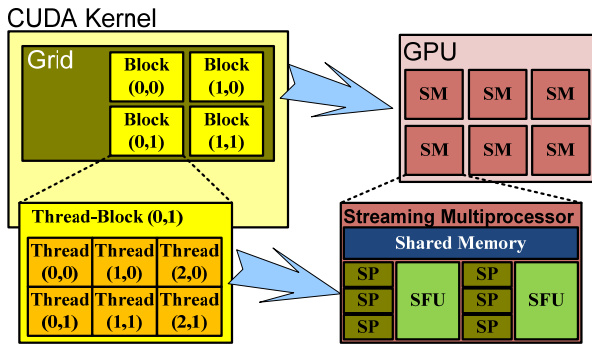 CUDA Kernel
Grid
Block Block
(0,0) (1,0)
Block Block
(0,1) (1,1)
GPU
SM SM SM
SM SM SM
Thread-Block (0,1)
Thread Thread Thread
(0,0) (1,0) (2,0)
Thread Thread Thread
(0,1) (1,1) (2,1)
Streaming Multiprocessor
Shared Memory
SP SP
SP SFU SP SFU
SP SP